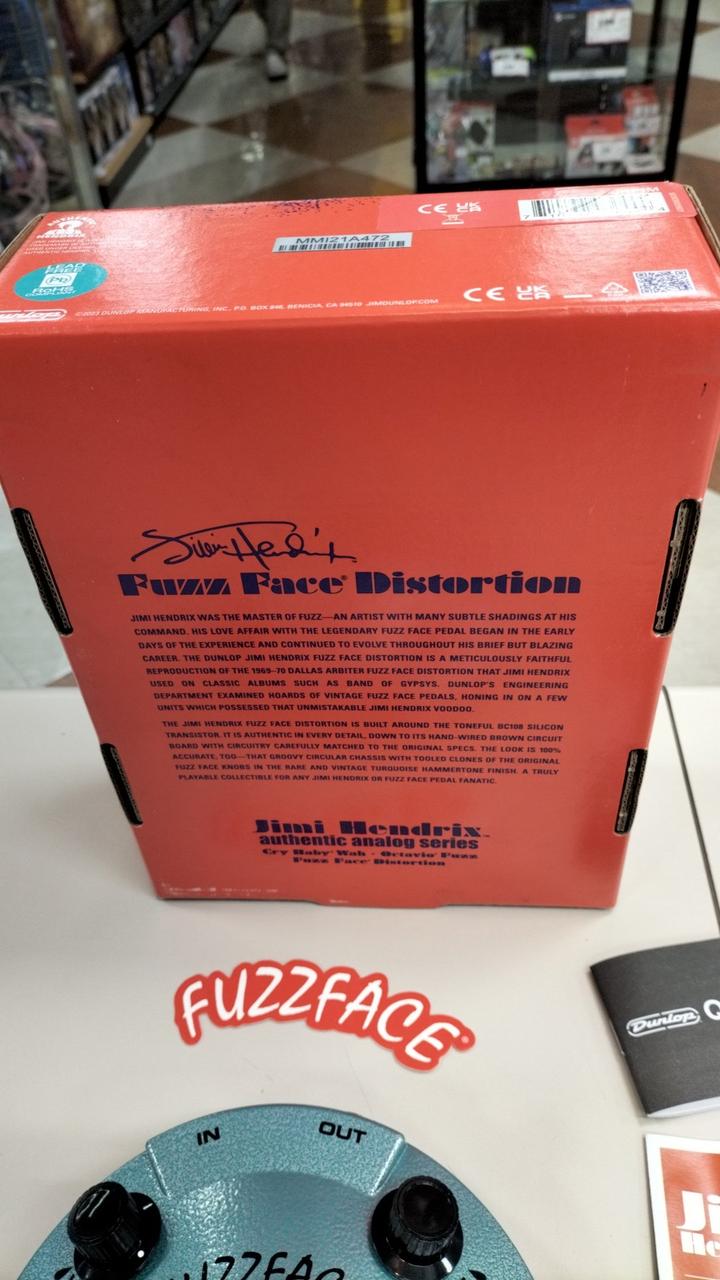 MMI21A472
LEAD
FREE
Pb
RoHS
COMPLIANT
CE UK
CA
Dunlop ©2023 DUNLOP MANUFACTURING, INC., P.O. BOX 846, BENICIA, CA 94510 JIMDUNLOP.COM
Jimi Hendrix
Fuzz Face® Distortion
JIMI HENDRIX WAS THE MASTER OF FUZZ—AN ARTIST WITH MANY SUBTLE SHADINGS AT HIS
COMMAND. HIS LOVE AFFAIR WITH THE LEGENDARY FUZZ FACE PEDAL BEGAN IN THE EARLY
DAYS OF THE EXPERIENCE AND CONTINUED TO EVOLVE THROUGHOUT HIS BRIEF BUT BLAZING
CAREER. THE DUNLOP JIMI HENDRIX FUZZ FACE DISTORTION IS A METICULOUSLY FAITHFUL
REPRODUCTION OF THE 1969–70 DALLAS ARBITER FUZZ FACE DISTORTION THAT JIMI HENDRIX
USED ON CLASSIC ALBUMS SUCH AS BAND OF GYPSYS. DUNLOP'S ENGINEERING
DEPARTMENT EXAMINED HOARDS OF VINTAGE FUZZ FACE PEDALS, HONING IN ON A FEW
UNITS WHICH POSSESSED THAT UNMISTAKABLE JIMI HENDRIX VOODOO.
THE JIMI HENDRIX FUZZ FACE DISTORTION IS BUILT AROUND THE TONEFUL BC108 SILICON
TRANSISTOR. IT IS AUTHENTIC IN EVERY DETAIL, DOWN TO ITS HAND-WIRED BROWN CIRCUIT
BOARD WITH CIRCUITRY CAREFULLY MATCHED TO THE ORIGINAL SPECS. THE LOOK IS 100%
ACCURATE, TOO—THAT GROOVY CIRCULAR CHASSIS WITH TOOLED CLONES OF THE ORIGINAL
FUZZ FACE KNOBS IN THE RARE AND VINTAGE TURQUOISE HAMMERTONE FINISH. A TRULY
PLAYABLE COLLECTIBLE FOR ANY JIMI HENDRIX OR FUZZ FACE PEDAL FANATIC.
Jimi Hendrix™
authentic analog series
Cry Baby® Wah · Octavio® Fuzz
Fuzz Face® Distortion
FUZZFACE®
Dunlop Q
IN OUT
FUZZFAC
Ji
He